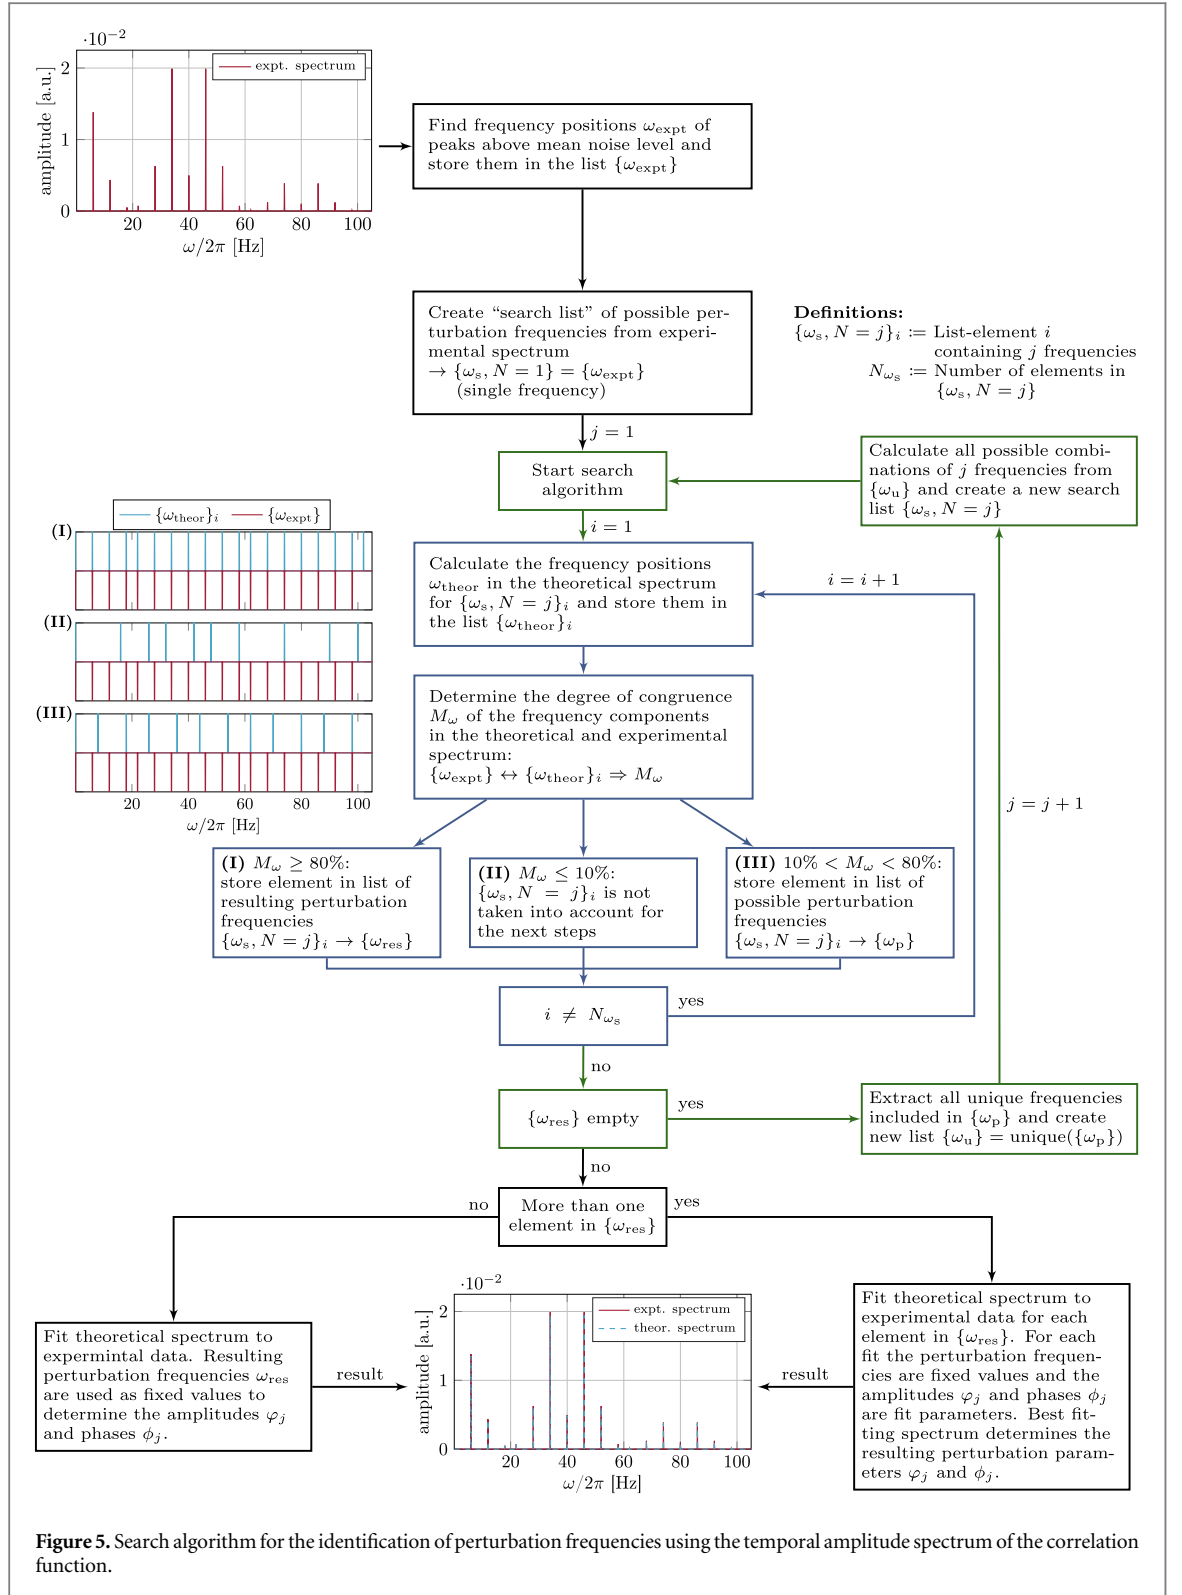 ·10⁻²
expt. spectrum
2
1
0
amplitude [a.u.]
20 40 60 80 100
ω/2π [Hz]
Find frequency positions ω_expt of
peaks above mean noise level and
store them in the list {ω_expt}
Create “search list” of possible per-
turbation frequencies from experi-
mental spectrum
→ {ω_s, N = 1} = {ω_expt}
(single frequency)
Definitions:
{ω_s, N = j}_i := List-element i
containing j frequencies
N_ω_s := Number of elements in
{ω_s, N = j}
j = 1
Start search
algorithm
Calculate all possible combi-
nations of j frequencies from
{ω_u} and create a new search
list {ω_s, N = j}
i = 1
{ω_theor}_i {ω_expt}
(I)
(II)
(III)
20 40 60 80 100
ω/2π [Hz]
Calculate the frequency positions
ω_theor in the theoretical spectrum
for {ω_s, N = j}_i and store them in
the list {ω_theor}_i
i = i + 1
Determine the degree of congruence
M_ω of the frequency components
in the theoretical and experimental
spectrum:
{ω_expt} ↔ {ω_theor}_i ⇒ M_ω
j = j + 1
(I) M_ω ≥ 80%:
store element in list of
resulting perturbation
frequencies
{ω_s, N = j}_i → {ω_res}
(II) M_ω ≤ 10%:
{ω_s, N = j}_i is not
taken into account for
the next steps
(III) 10% < M_ω < 80%:
store element in list of
possible perturbation
frequencies
{ω_s, N = j}_i → {ω_p}
i ≠ N_ω_s
yes
no
{ω_res} empty
yes
Extract all unique frequencies
included in {ω_p} and create
new list {ω_u} = unique({ω_p})
no
More than one
element in {ω_res}
no
yes
Fit theoretical spectrum to
expermintal data. Resulting
perturbation frequencies ω_res
are used as fixed values to
determine the amplitudes φ_j
and phases ϕ_j.
result
·10⁻²
expt. spectrum
theor. spectrum
2
1
0
amplitude [a.u.]
20 40 60 80 100
ω/2π [Hz]
result
Fit theoretical spectrum to
experimental data for each
element in {ω_res}. For each
fit the perturbation frequen-
cies are fixed values and the
amplitudes φ_j and phases ϕ_j
are fit parameters. Best fit-
ting spectrum determines the
resulting perturbation param-
eters φ_j and ϕ_j.
Figure 5. Search algorithm for the identification of perturbation frequencies using the temporal amplitude spectrum of the correlation
function.